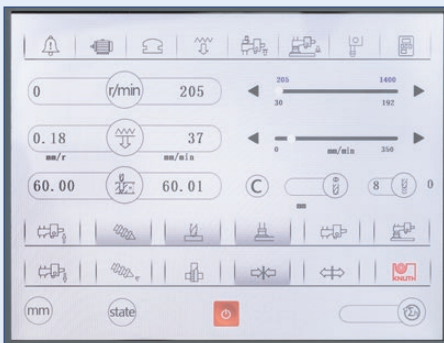 0 r/min 205
205 1400
30 192
0.18 37
mm/r mm/min
0 mm/min 350
60.00 60.01 C 8 0
KNUTH
mm state